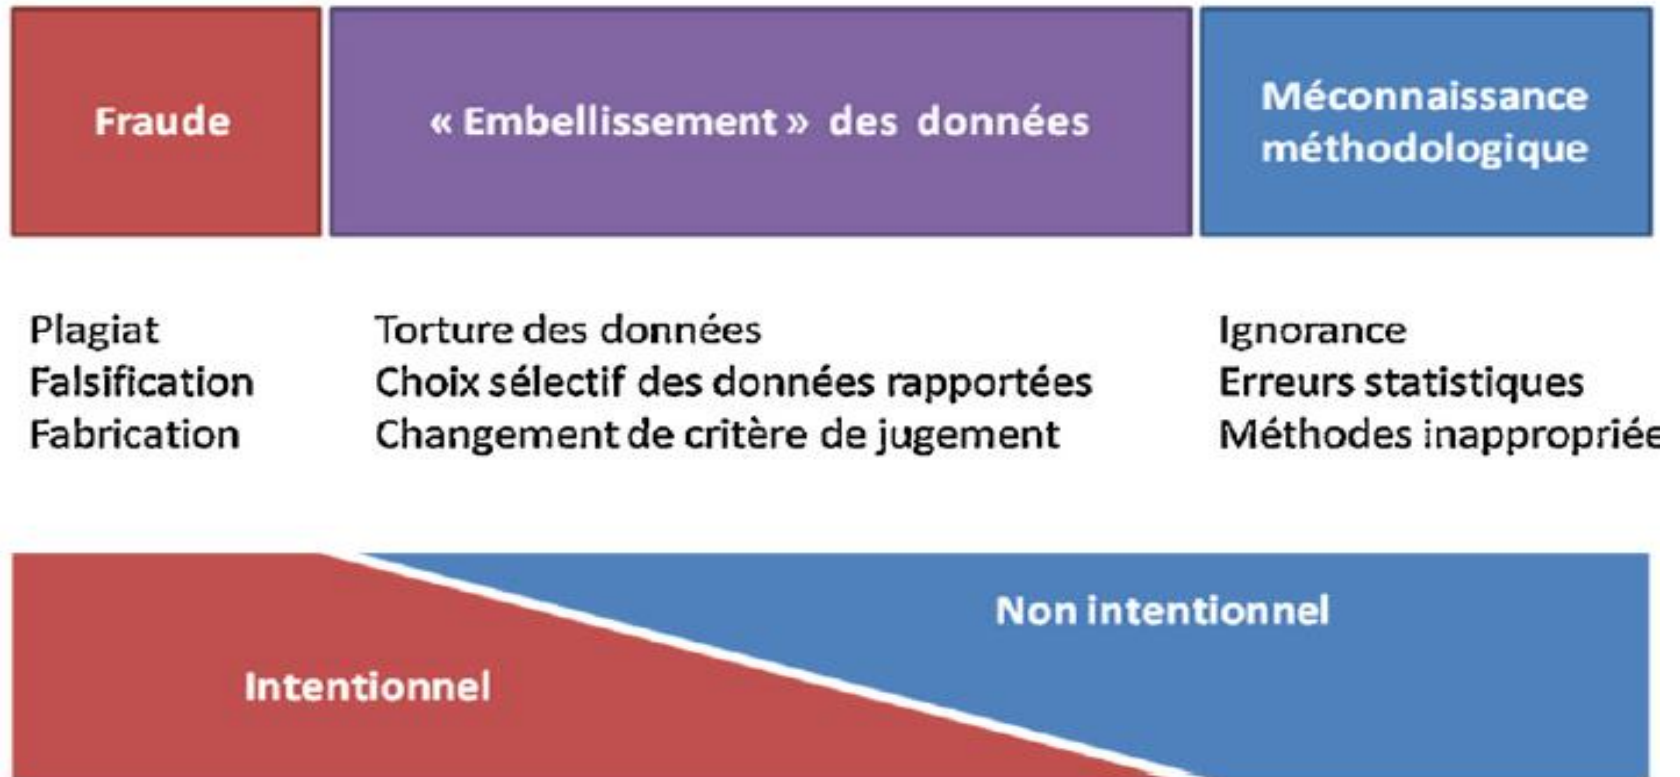 Fraude
« Embellissement » des données
Méconnaissance
méthodologique
Plagiat
Falsification
Fabrication
Torture des données
Choix sélectif des données rapportées
Changement de critère de jugement
Ignorance
Erreurs statistiques
Méthodes inappropriée
Non intentionnel
Intentionnel